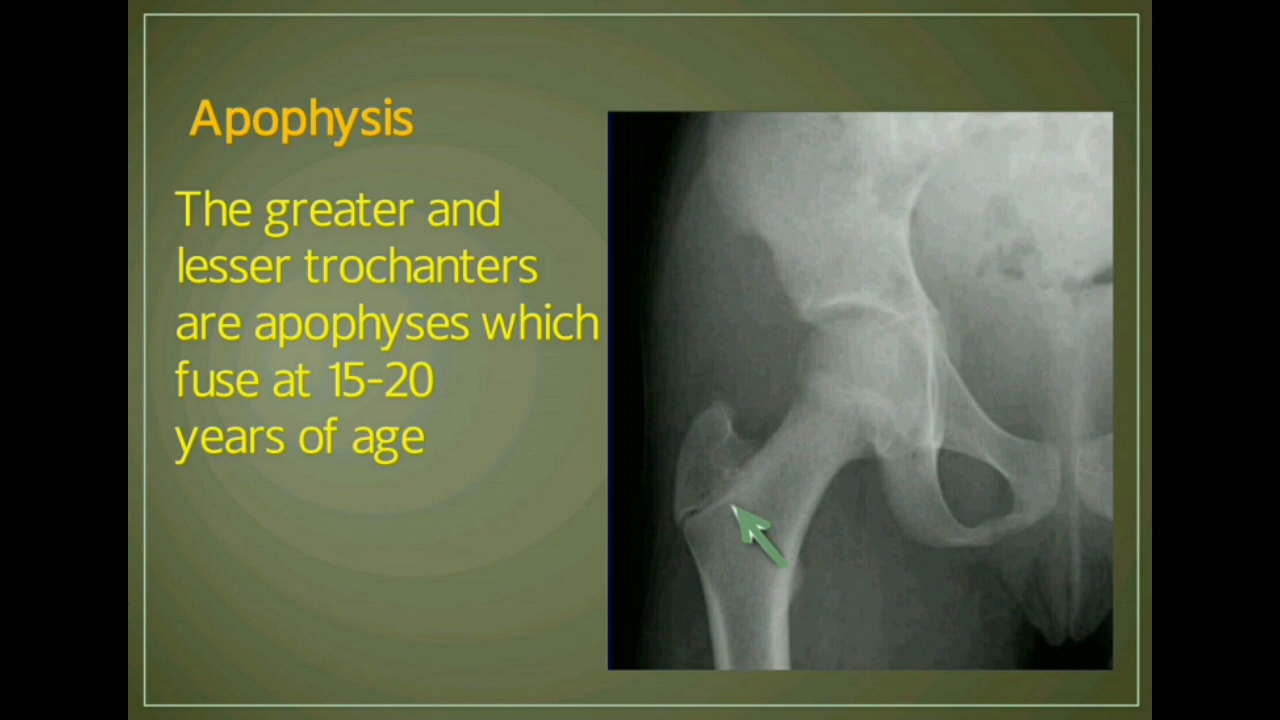 Apophysis
The greater and
lesser trochanters
are apophyses which
fuse at 15-20
years of age